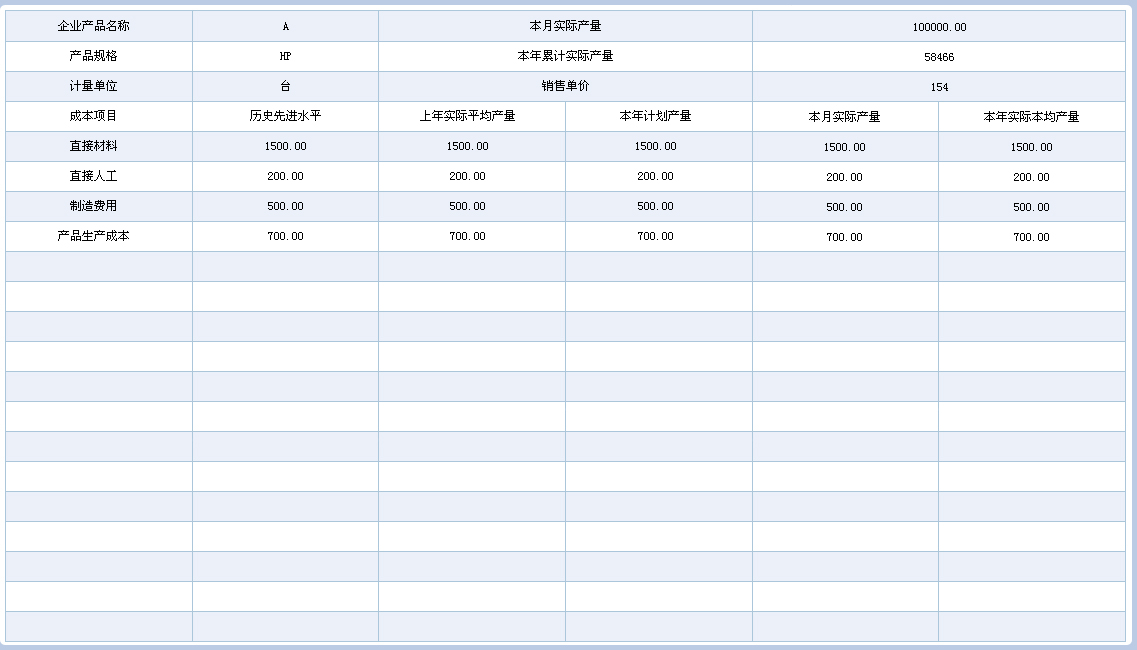 企业产品名称 A 本月实际产量 100000.00
产品规格 HP 本年累计实际产量 58466
计量单位 台 销售单价 154
成本项目 历史先进水平 上年实际平均产量 本年计划产量 本月实际产量 本年实际本均产量
直接材料 1500.00 1500.00 1500.00 1500.00 1500.00
直接人工 200.00 200.00 200.00 200.00 200.00
制造费用 500.00 500.00 500.00 500.00 500.00
产品生产成本 700.00 700.00 700.00 700.00 700.00